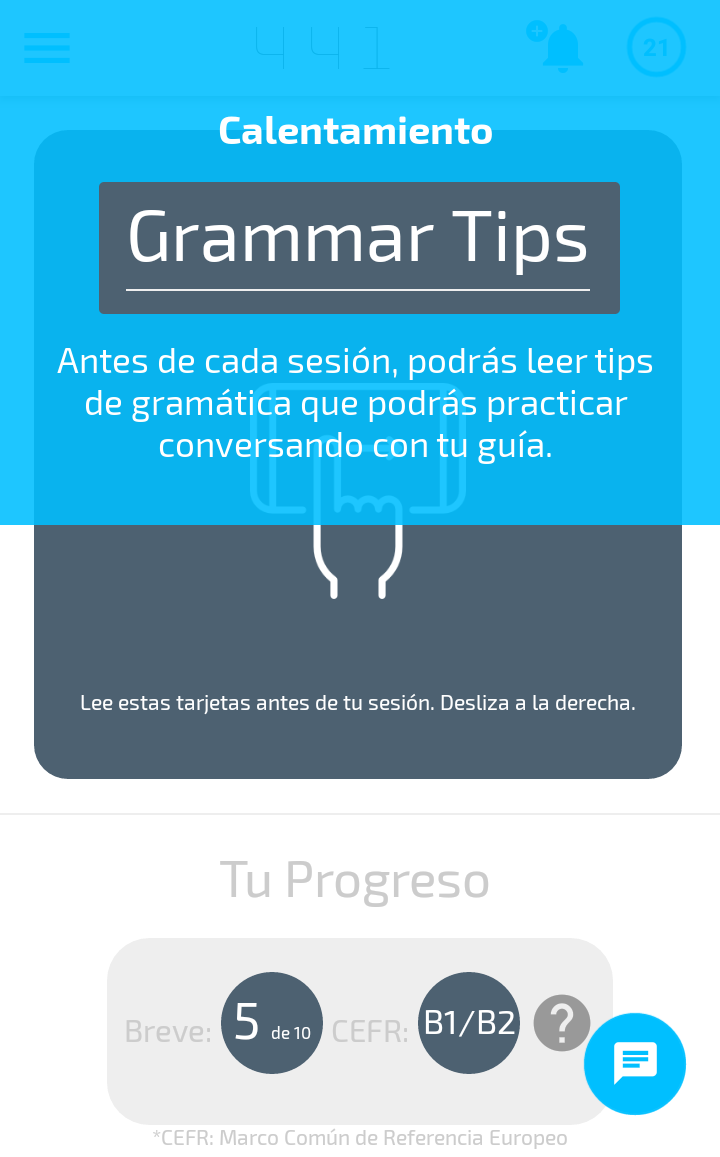 441
21
Calentamiento
Grammar Tips
Antes de cada sesión, podrás leer tips
de gramática que podrás practicar
conversando con tu guía.
Lee estas tarjetas antes de tu sesión. Desliza a la derecha.
Tu Progreso
Breve: 5 de 10 CEFR: B1/B2 ?
*CEFR: Marco Común de Referencia Europeo